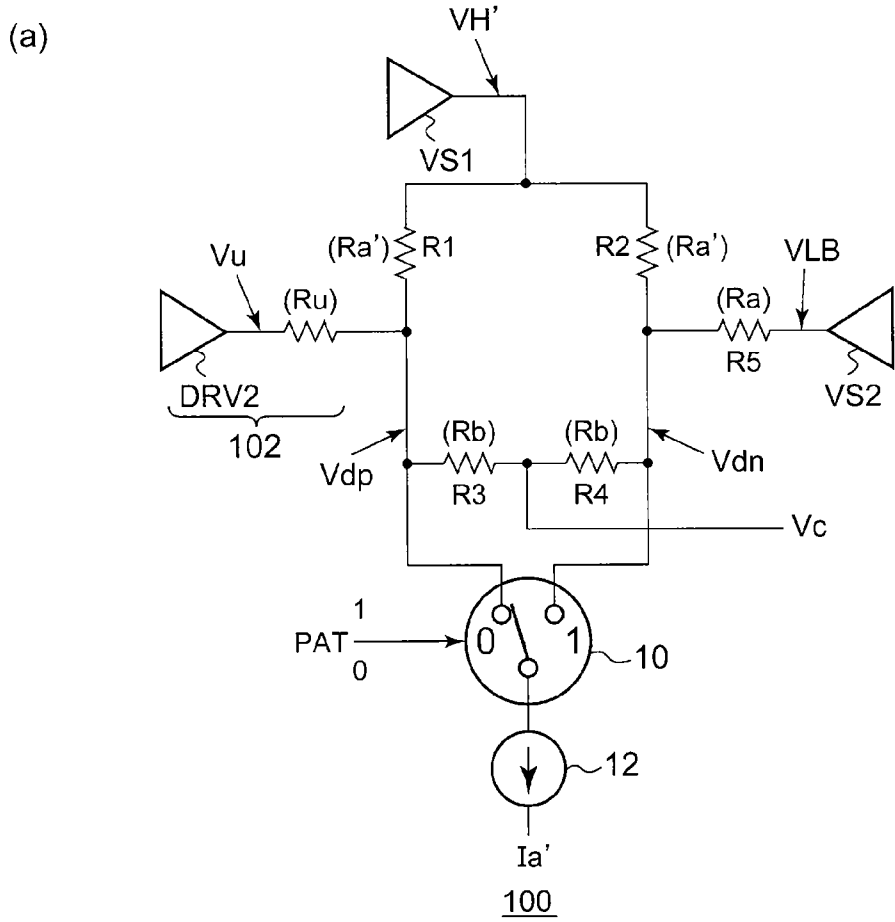 (a)
VH'
VS1
(Ra') R1
R2 (Ra')
Vu
VLB
(Ru)
(Ra)
R5
DRV2
VS2
102
Vdp
(Rb)
(Rb)
Vdn
R3
R4
Vc
1
PAT
0
0 1
10
12
Ia'
100